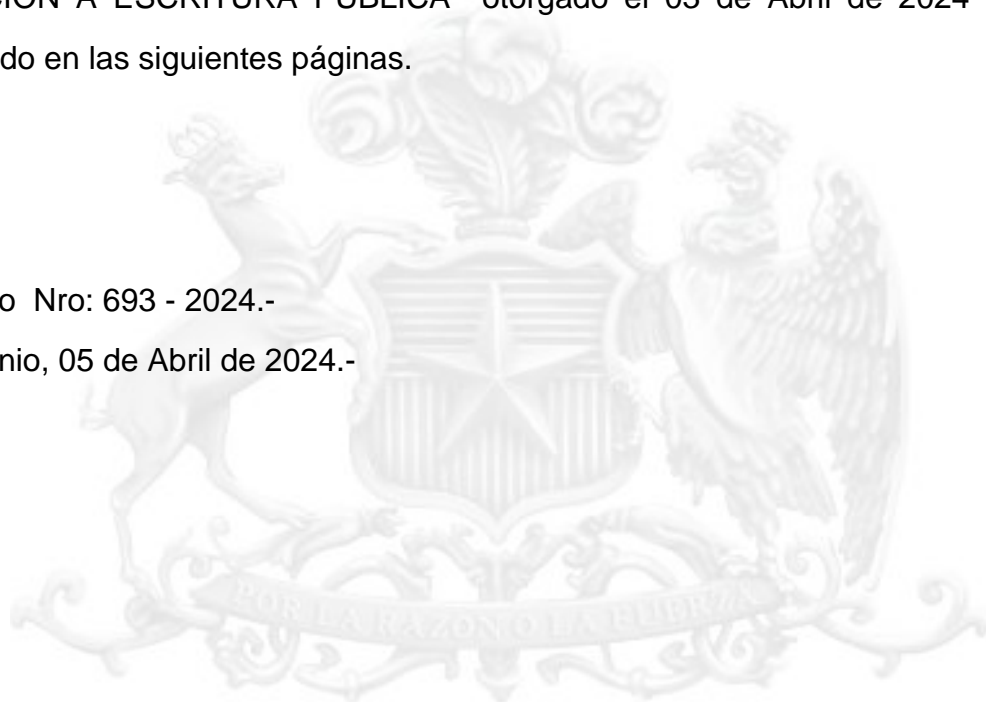 CION A ESCRITURA PUBLICA otorgado el de Abril de 2024
do en las siguientes páginas.
o Nro: 693 - 2024.-
nio, 05 de Abril de 2024.-
POR LA RAZON O LA FUERZA